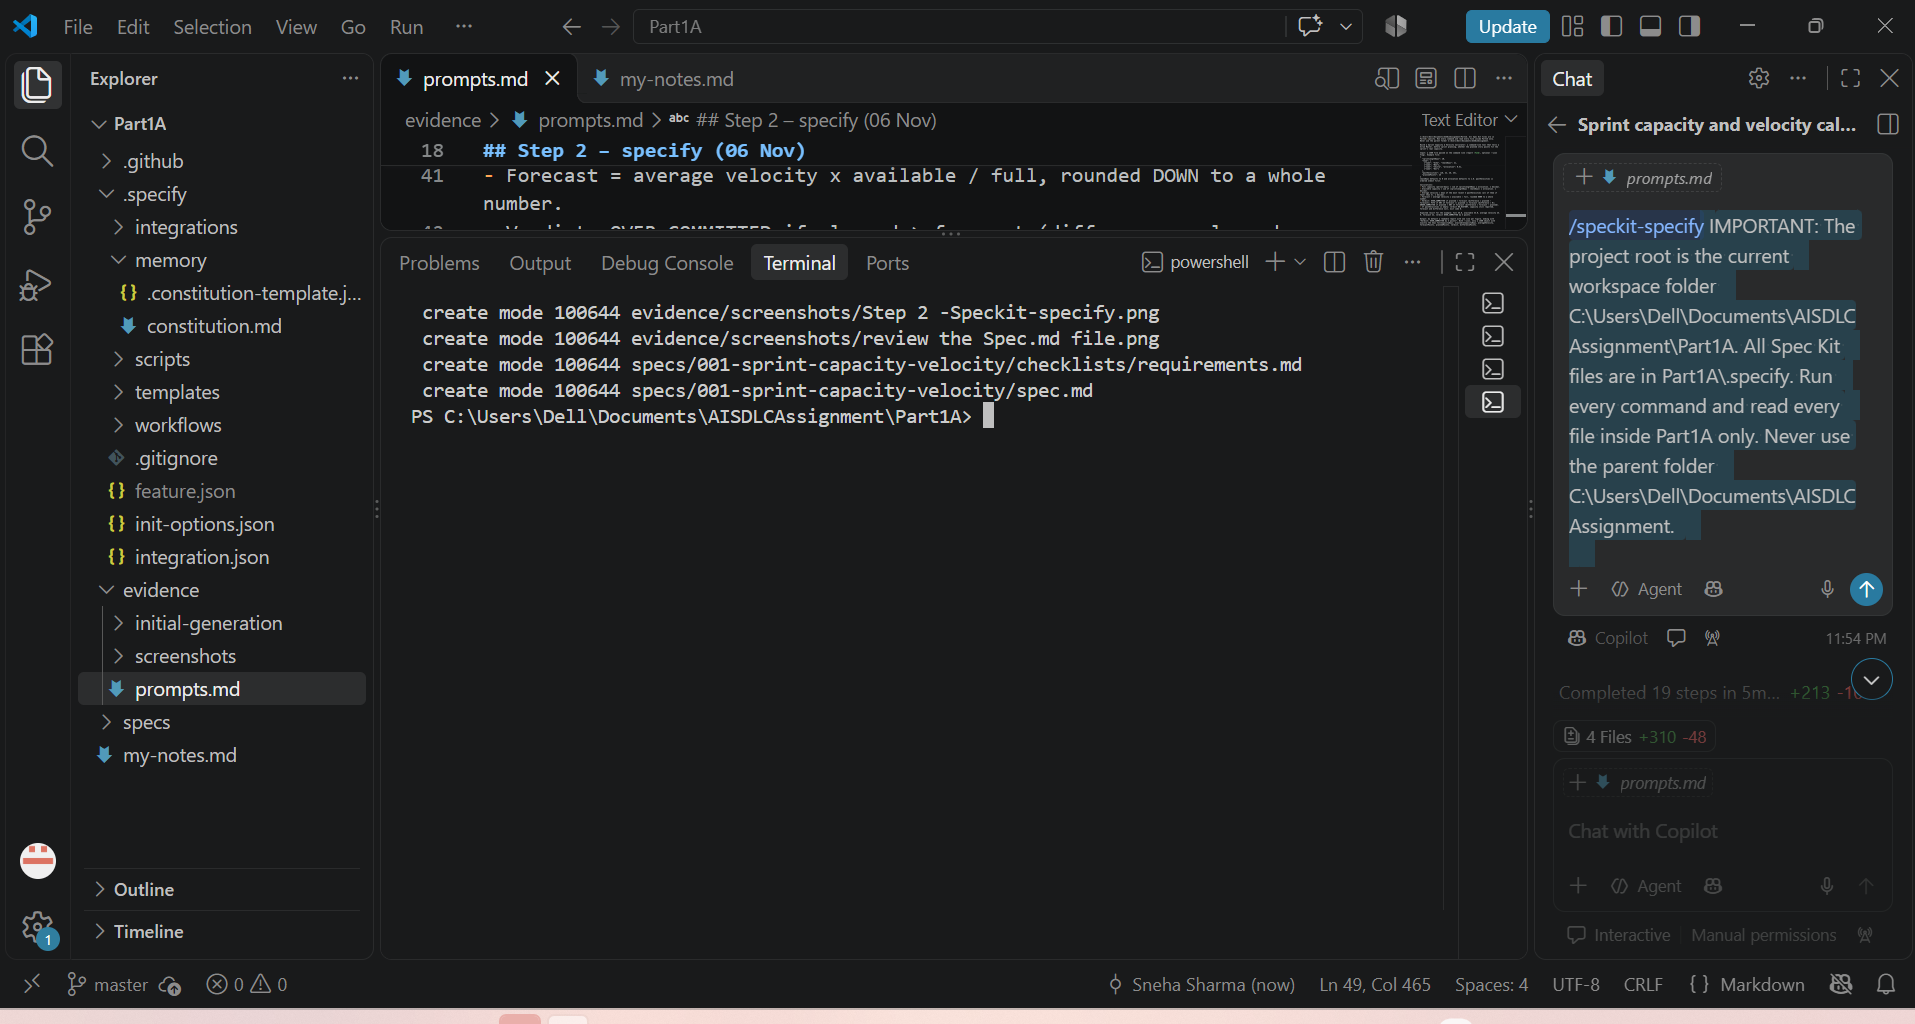 File Edit Selection View Go Run ···
Part1A
Update
Explorer
Part1A
.github
.specify
integrations
memory
{} .constitution-template.j...
constitution.md
scripts
templates
workflows
.gitignore
{} feature.json
{} init-options.json
{} integration.json
evidence
initial-generation
screenshots
prompts.md
specs
my-notes.md
Outline
Timeline
1
prompts.md
my-notes.md
evidence > prompts.md > abc ## Step 2 – specify (06 Nov)
Text Editor
18 ## Step 2 – specify (06 Nov)
41 - Forecast = average velocity x available / full, rounded DOWN to a whole
number.
Problems Output Debug Console Terminal Ports
powershell
create mode 100644 evidence/screenshots/Step 2 -Speckit-specify.png
create mode 100644 evidence/screenshots/review the Spec.md file.png
create mode 100644 specs/001-sprint-capacity-velocity/checklists/requirements.md
create mode 100644 specs/001-sprint-capacity-velocity/spec.md
PS C:\Users\Dell\Documents\AISDLCAssignment\Part1A>
Chat
Sprint capacity and velocity cal...
prompts.md
/speckit-specify IMPORTANT: The
project root is the current
workspace folder
C:\Users\Dell\Documents\AISDLC
Assignment\Part1A. All Spec Kit
files are in Part1A\.specify. Run
every command and read every
file inside Part1A only. Never use
the parent folder
C:\Users\Dell\Documents\AISDLC
Assignment.
Agent
Copilot
11:54 PM
Completed 19 steps in 5m... +213
4 Files +310 -48
prompts.md
Chat with Copilot
Agent
Interactive
Manual permissions
master
0 0
Sneha Sharma (now)
Ln 49, Col 465
Spaces: 4
UTF-8
CRLF
{} Markdown